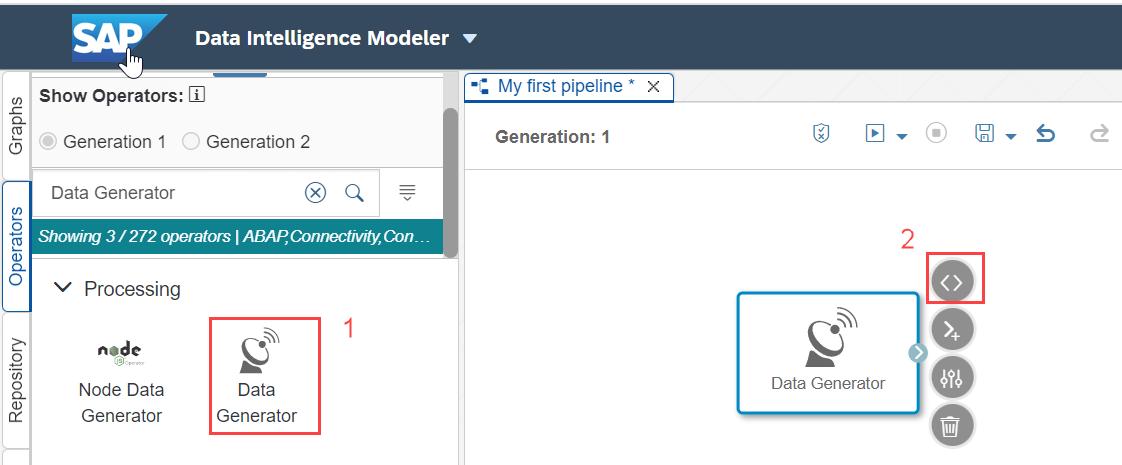 SAP
Data Intelligence Modeler
Graphs
Operators
Repository
Show Operators:
Generation 1
Generation 2
Data Generator
Showing 3 / 272 operators | ABAP,Connectivity,Con…
Processing
node
JS Operator
Node Data
Generator
Data
Generator
1
My first pipeline *
Generation: 1
2
Data Generator